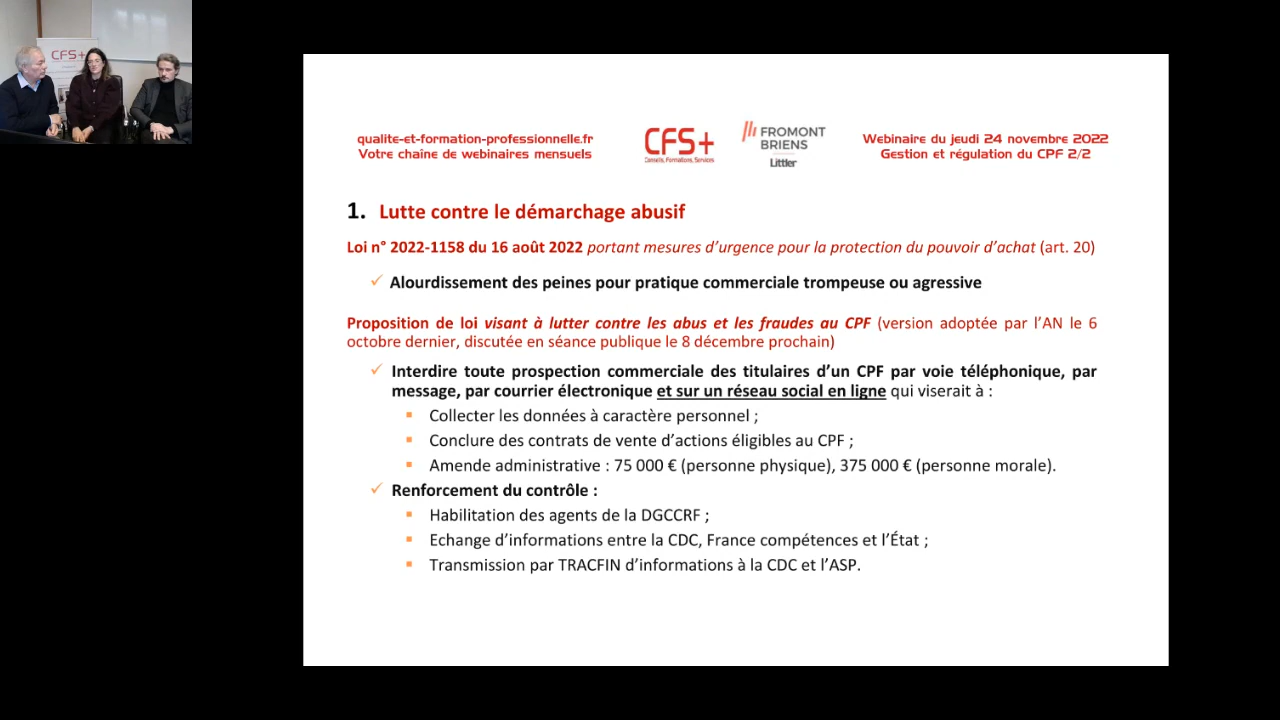 CFS+
qualite-et-formation-professionnelle.fr
Votre chaîne de webinaires mensuels
CFS+
Conseils, Formations, Services
FROMONT
BRIENS
Littler
Webinaire du jeudi 24 novembre 2022
Gestion et régulation du CPF 2/2
1. Lutte contre le démarchage abusif
Loi n° 2022-1158 du 16 août 2022 portant mesures d’urgence pour la protection du pouvoir d’achat (art. 20)
✓ Alourdissement des peines pour pratique commerciale trompeuse ou agressive
Proposition de loi visant à lutter contre les abus et les fraudes au CPF (version adoptée par l’AN le 6
octobre dernier, discutée en séance publique le 8 décembre prochain)
✓ Interdire toute prospection commerciale des titulaires d’un CPF par voie téléphonique, par
message, par courrier électronique et sur un réseau social en ligne qui viserait à :
▪ Collecter les données à caractère personnel ;
▪ Conclure des contrats de vente d’actions éligibles au CPF ;
▪ Amende administrative : 75 000 € (personne physique), 375 000 € (personne morale).
✓ Renforcement du contrôle :
▪ Habilitation des agents de la DGCCRF ;
▪ Echange d’informations entre la CDC, France compétences et l’État ;
▪ Transmission par TRACFIN d’informations à la CDC et l’ASP.